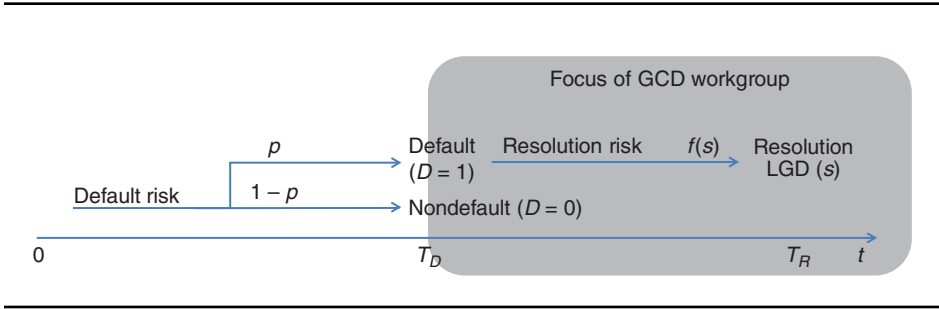 Focus of GCD workgroup
p
Default
(D = 1)
Resolution risk
f(s)
Resolution
LGD (s)
Default risk
1 – p
Nondefault (D = 0)
0
T_D
T_R
t